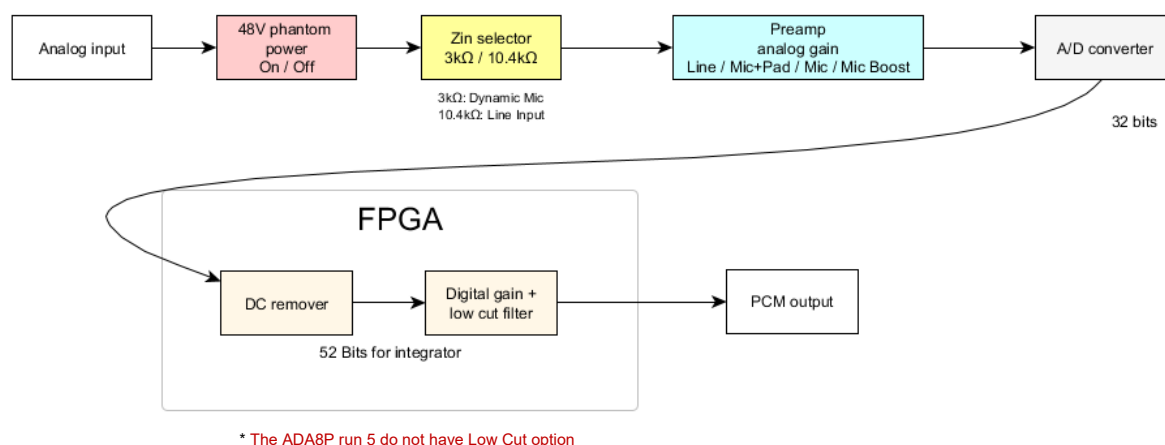 Analog input
48V phantom
power
On / Off
Zin selector
3kΩ / 10.4kΩ
Preamp
analog gain
Line / Mic+Pad / Mic / Mic Boost
A/D converter
3kΩ: Dynamic Mic
10.4kΩ: Line Input
32 bits
FPGA
DC remover
Digital gain +
low cut filter
PCM output
52 Bits for integrator
* The ADA8P run 5 do not have Low Cut option